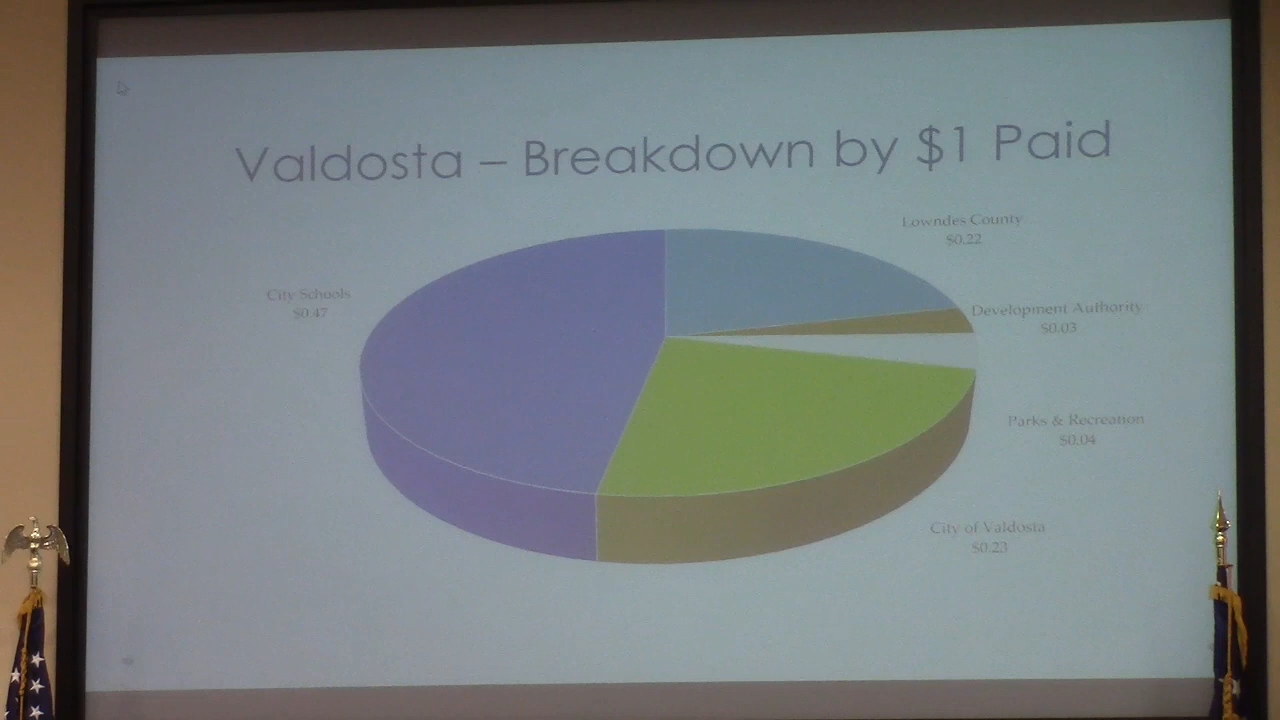 Valdosta – Breakdown by $1 Paid
Lowndes County
$0.22
City Schools
$0.47
Development Authority
$0.03
Parks & Recreation
$0.04
City of Valdosta
$0.23